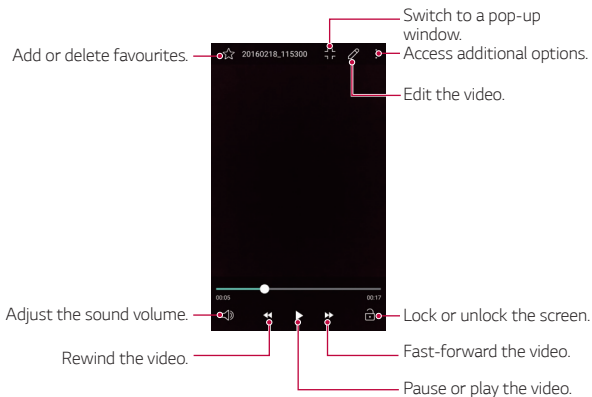 Switch to a pop-up
window.
Add or delete favourites.
20160218_115300
Access additional options.
Edit the video.
00:05
00:17
Adjust the sound volume.
Lock or unlock the screen.
Rewind the video.
Fast-forward the video.
Pause or play the video.